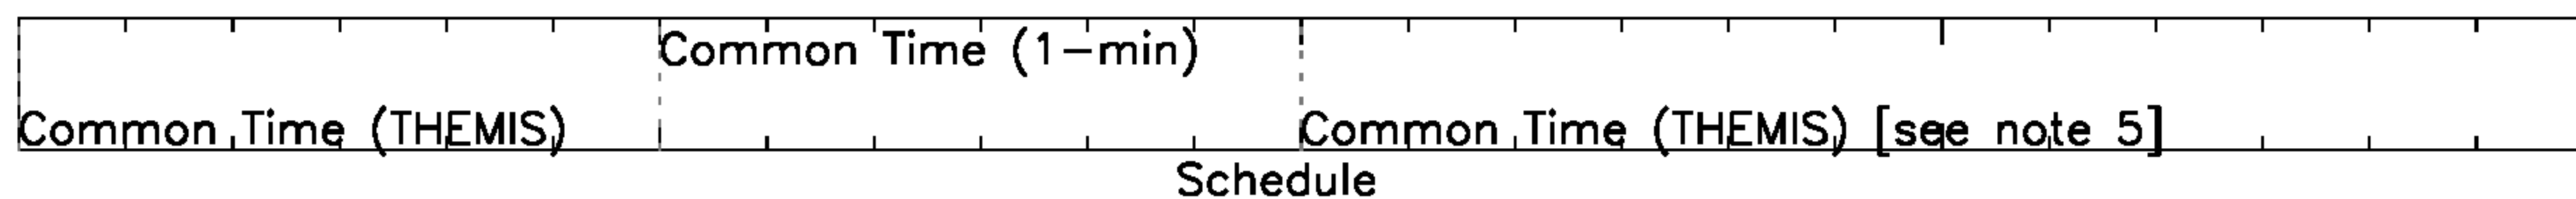 Common Time (1-min)
Common Time (THEMIS)
Common Time (THEMIS) [see note 5]
Schedule